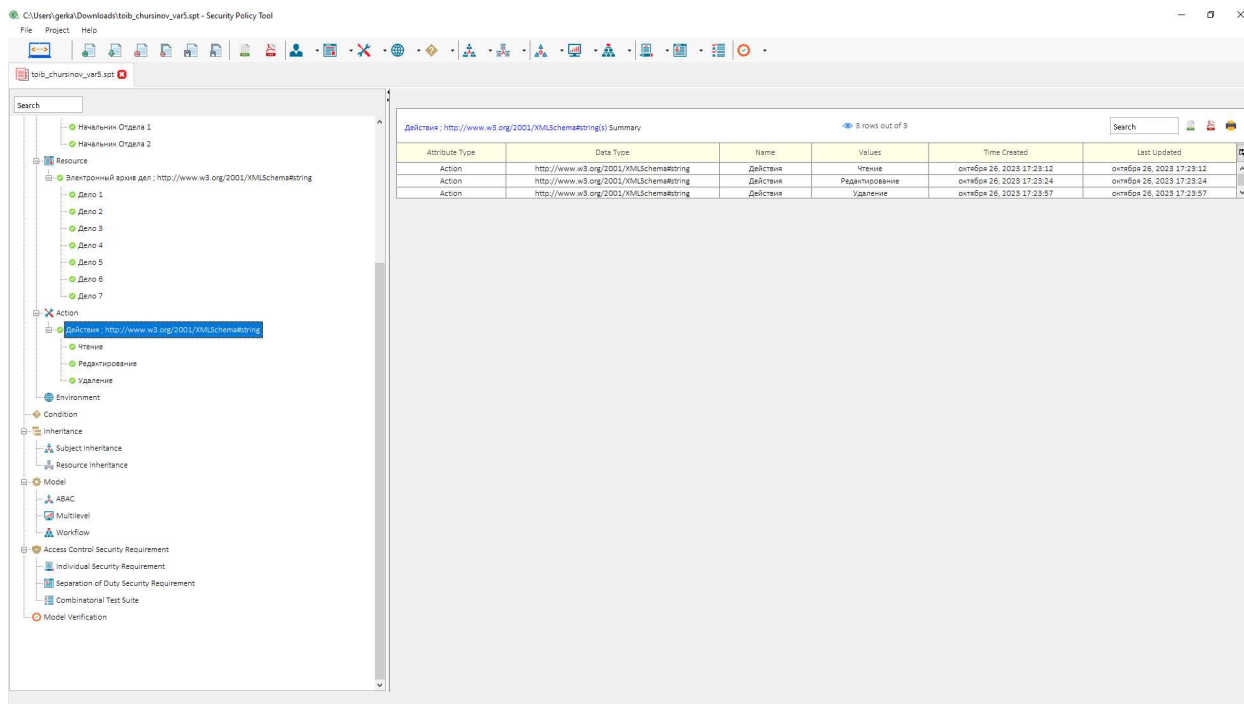 C:\Users\gerka\Downloads\toib_chursinov_var5.spt - Security Policy Tool
File Project Help
toib_chursinov_var5.spt
Search
Начальник Отдела 1
Начальник Отдела 2
Resource
Электронный архив дел ; http://www.w3.org/2001/XMLSchema#string
Дело 1
Дело 2
Дело 3
Дело 4
Дело 5
Дело 6
Дело 7
Action
Действия ; http://www.w3.org/2001/XMLSchema#string
Чтение
Редактирование
Удаление
Environment
Condition
Inheritance
Subject Inheritance
Resource Inheritance
Model
ABAC
Multilevel
Workflow
Access Control Security Requirement
Individual Security Requirement
Separation of Duty Security Requirement
Combinatorial Test Suite
Model Verification
Действия ; http://www.w3.org/2001/XMLSchema#string(s) Summary 3 rows out of 3 Search
Attribute Type Data Type Name Values Time Created Last Updated
Action http://www.w3.org/2001/XMLSchema#string Действия Чтение октября 26, 2023 17:23:12 октября 26, 2023 17:23:12
Action http://www.w3.org/2001/XMLSchema#string Действия Редактирование октября 26, 2023 17:23:24 октября 26, 2023 17:23:24
Action http://www.w3.org/2001/XMLSchema#string Действия Удаление октября 26, 2023 17:23:57 октября 26, 2023 17:23:57